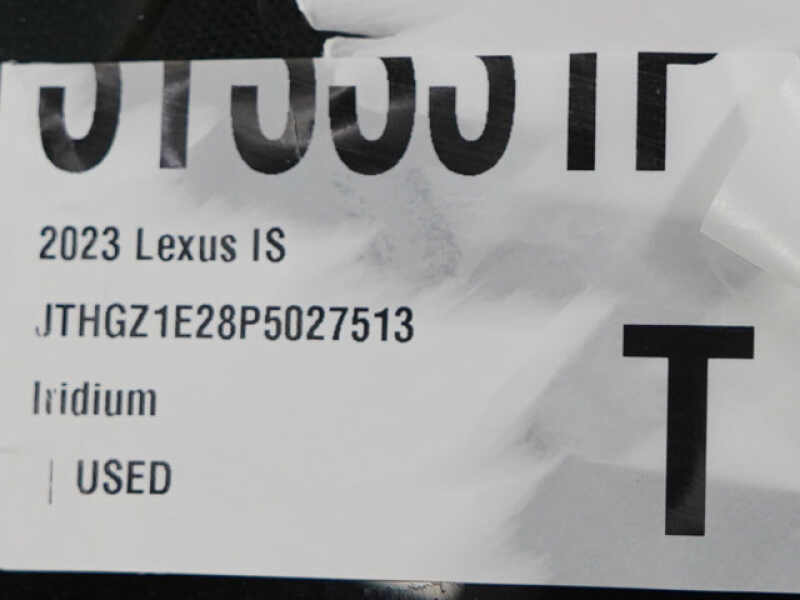 2023 Lexus IS
JTHGZ1E28P5027513
Iridium
USED
T